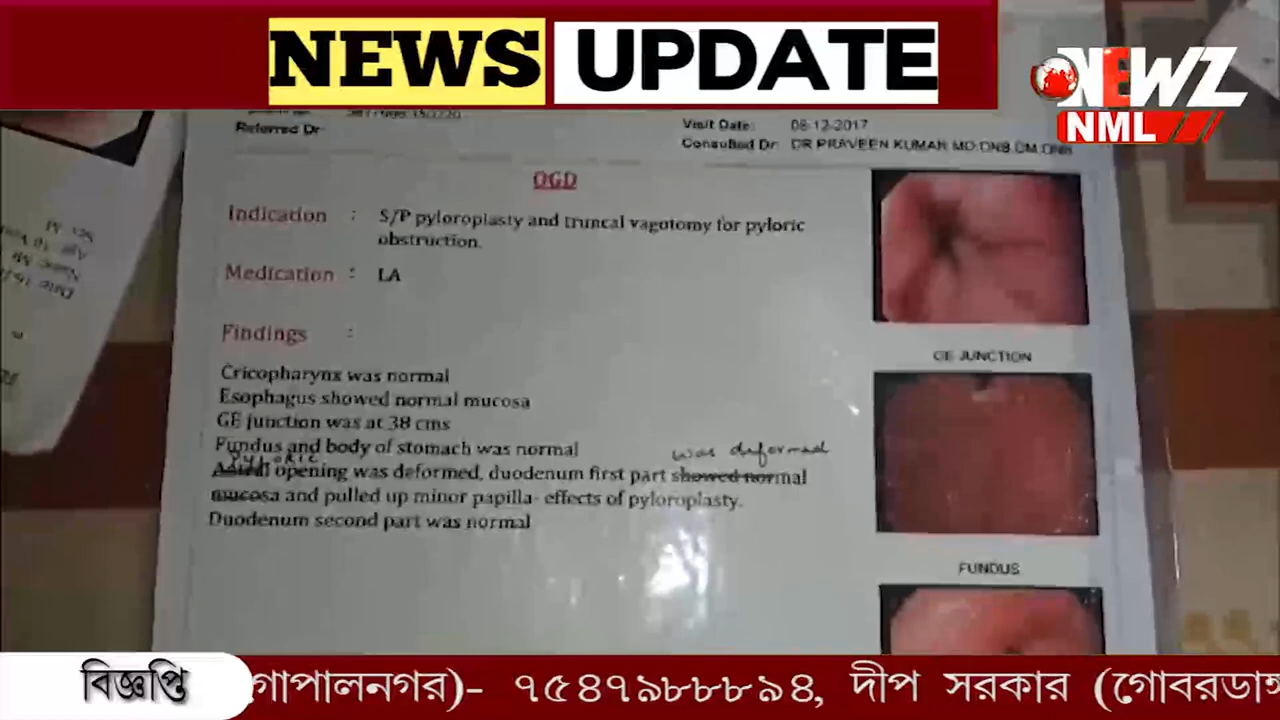 NEWS UPDATE
NEWZ
NML
Referred Dr
Visit Date: 08-12-2017
Consulted Dr: DR PRAVEEN KUMAR MD,DNB,DM,DNB
OGD
Indication : S/P pyloroplasty and truncal vagotomy for pyloric
obstruction.
Medication : LA
Findings :
Cricopharynx was normal
Esophagus showed normal mucosa
GE junction was at 38 cms
Fundus and body of stomach was normal
pyloric was deformed
Antral opening was deformed, duodenum first part showed normal
mucosa and pulled up minor papilla- effects of pyloroplasty.
Duodenum second part was normal
GE JUNCTION
FUNDUS
বিজ্ঞপ্তি
(গোপালনগর)- ৭৫৪৭৯৮৮৮৯৪, দীপ সরকার (গোবরডাঙ্গ